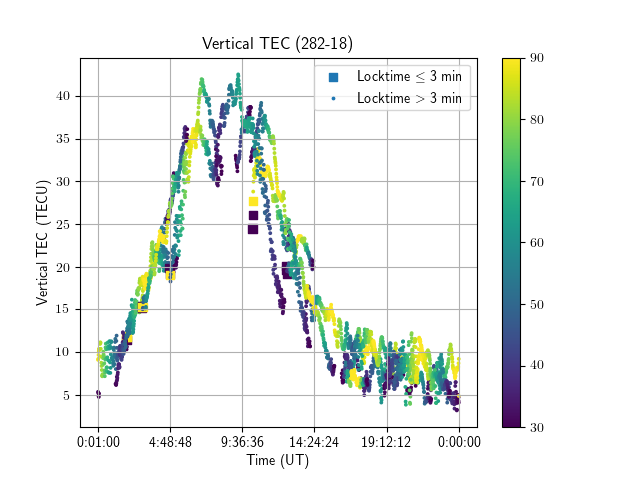 Vertical TEC (282-18)
Locktime ≤ 3 min
Locktime > 3 min
Vertical TEC (TECU)
40
35
30
25
20
15
10
5
0:01:00 4:48:48 9:36:36 14:24:24 19:12:12 0:00:00
Time (UT)
90
80
70
60
50
40
30